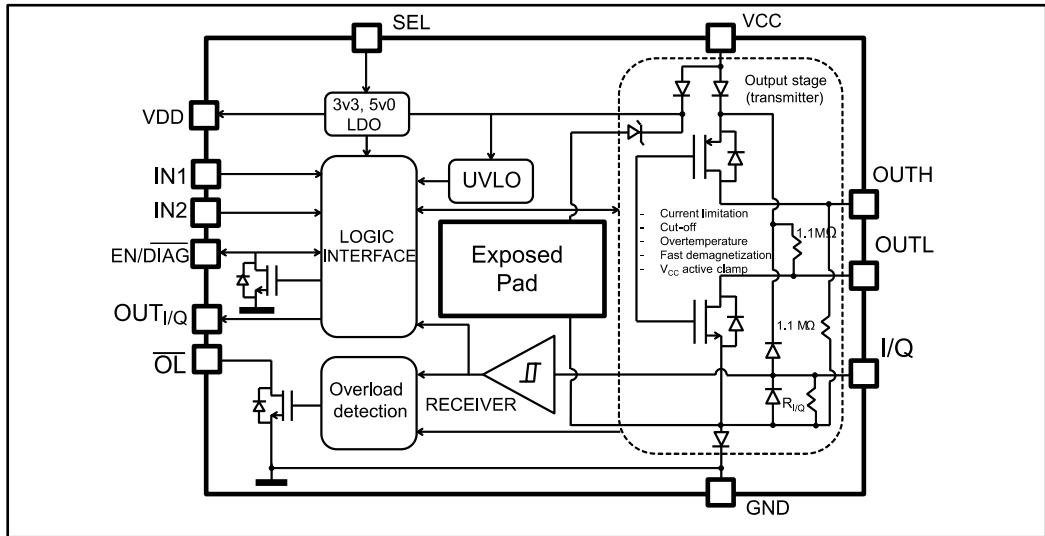 SEL
VCC
Output stage
(transmitter)
3v3, 5v0
LDO
VDD
IN1
UVLO
OUTH
IN2
- Current limitation
- Cut-off
- Overtemperature
- Fast demagnetization
- VCC active clamp
1.1MΩ
OUTL
EN/D̅I̅A̅G̅
LOGIC
INTERFACE
Exposed
Pad
OUTI/Q
1.1 MΩ
O̅L̅
I/Q
Overload
detection
RECEIVER
RI/Q
GND